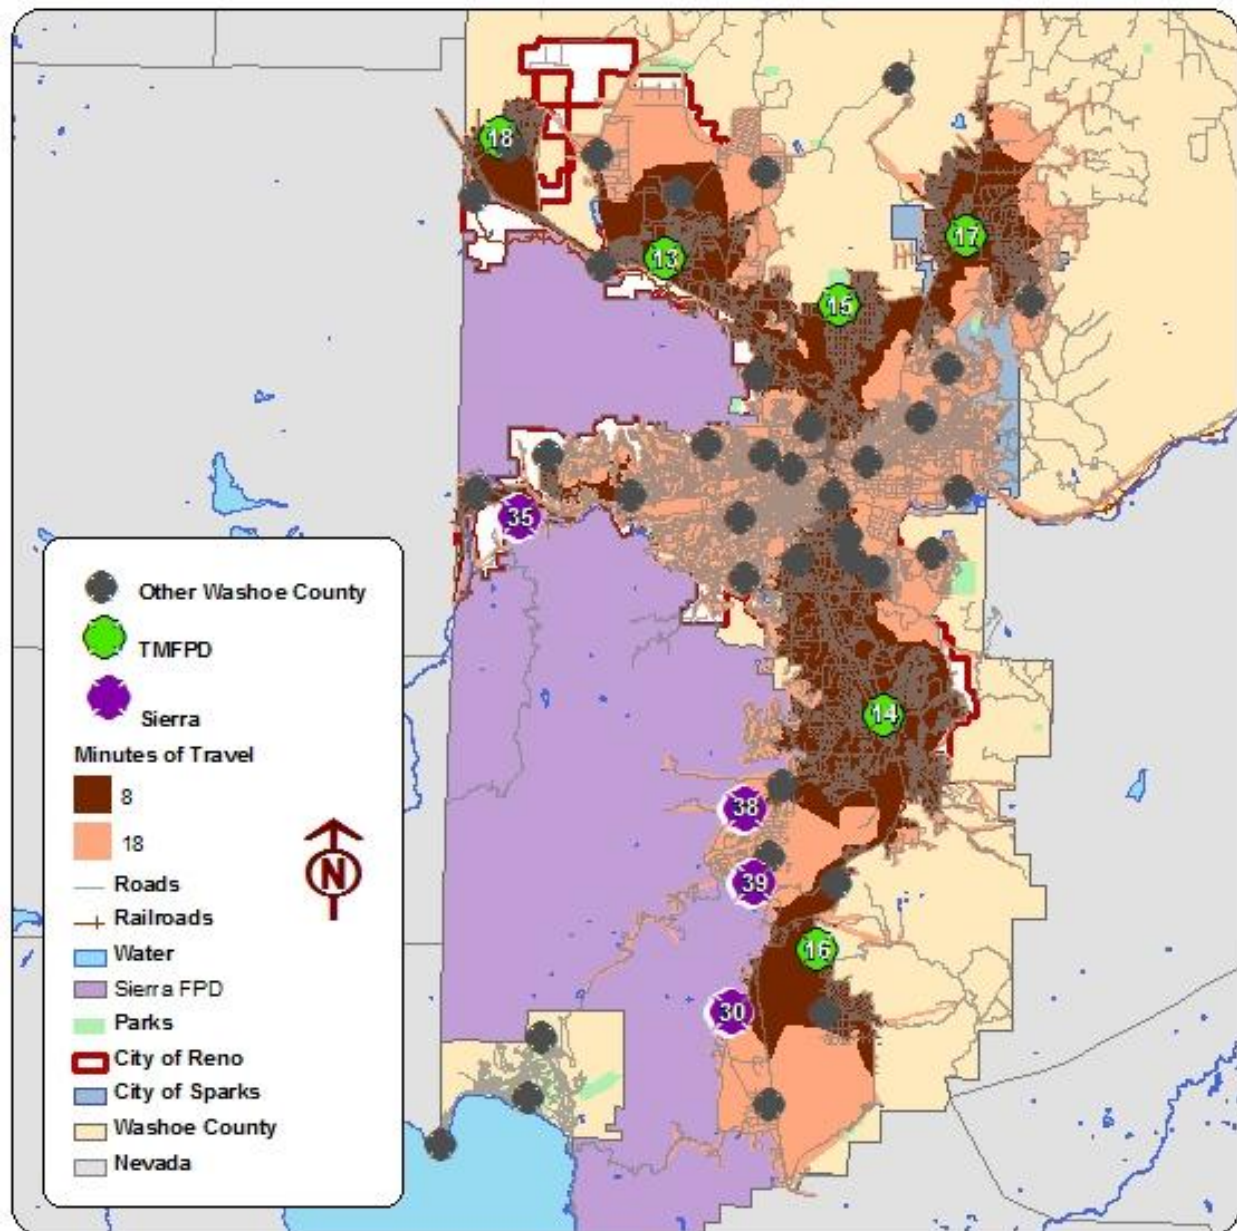 18
17
13
15
35
Other Washoe County
TMFPD
Sierra
14
Minutes of Travel
8
38
18
N
Roads
39
Railroads
16
Water
Sierra FPD
30
Parks
City of Reno
City of Sparks
Washoe County
Nevada